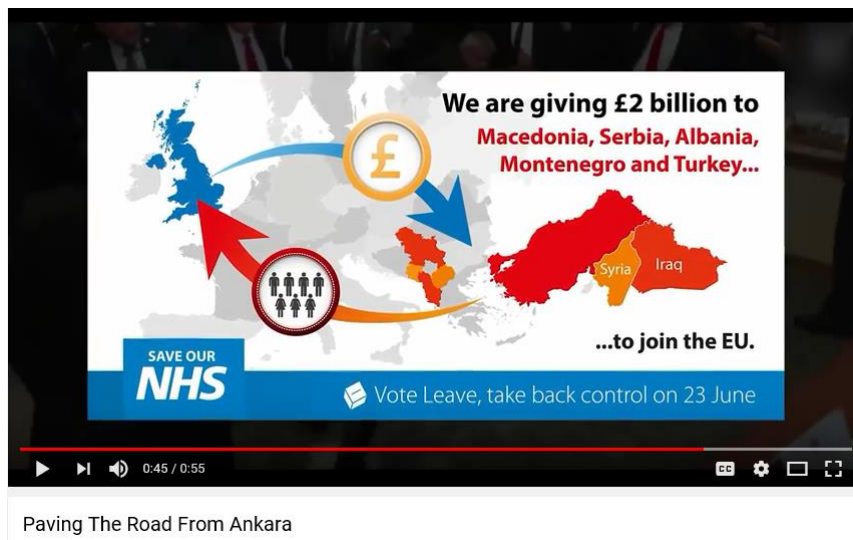 We are giving £2 billion to
Macedonia, Serbia, Albania,
Montenegro and Turkey...
£
Syria
Iraq
...to join the EU.
SAVE OUR
NHS
Vote Leave, take back control on 23 June
0:45 / 0:55
CC
Paving The Road From Ankara